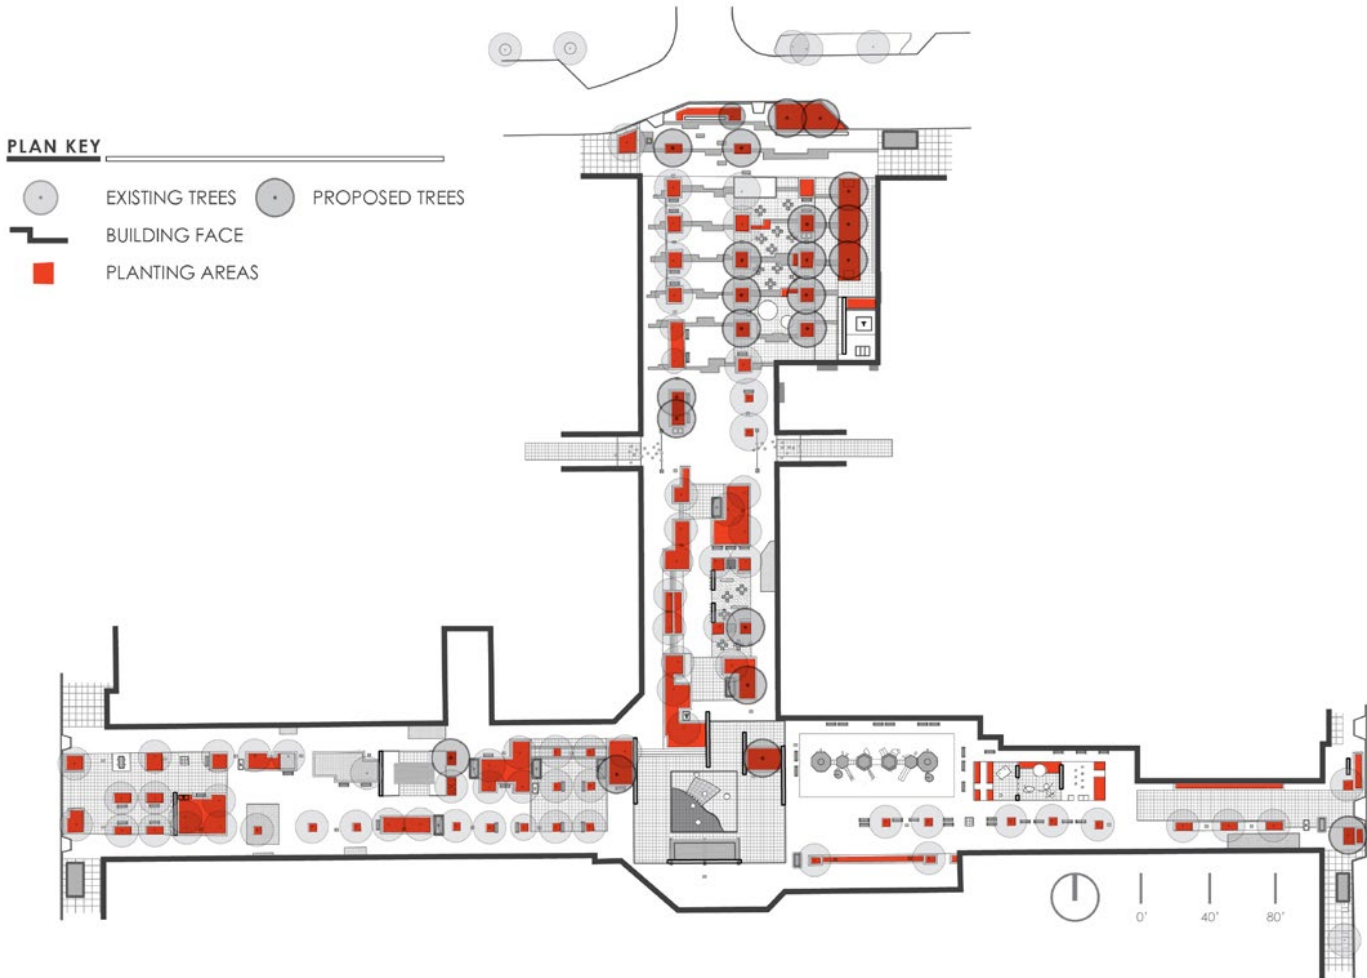 PLAN KEY
EXISTING TREES
PROPOSED TREES
BUILDING FACE
PLANTING AREAS
0'
40'
80'